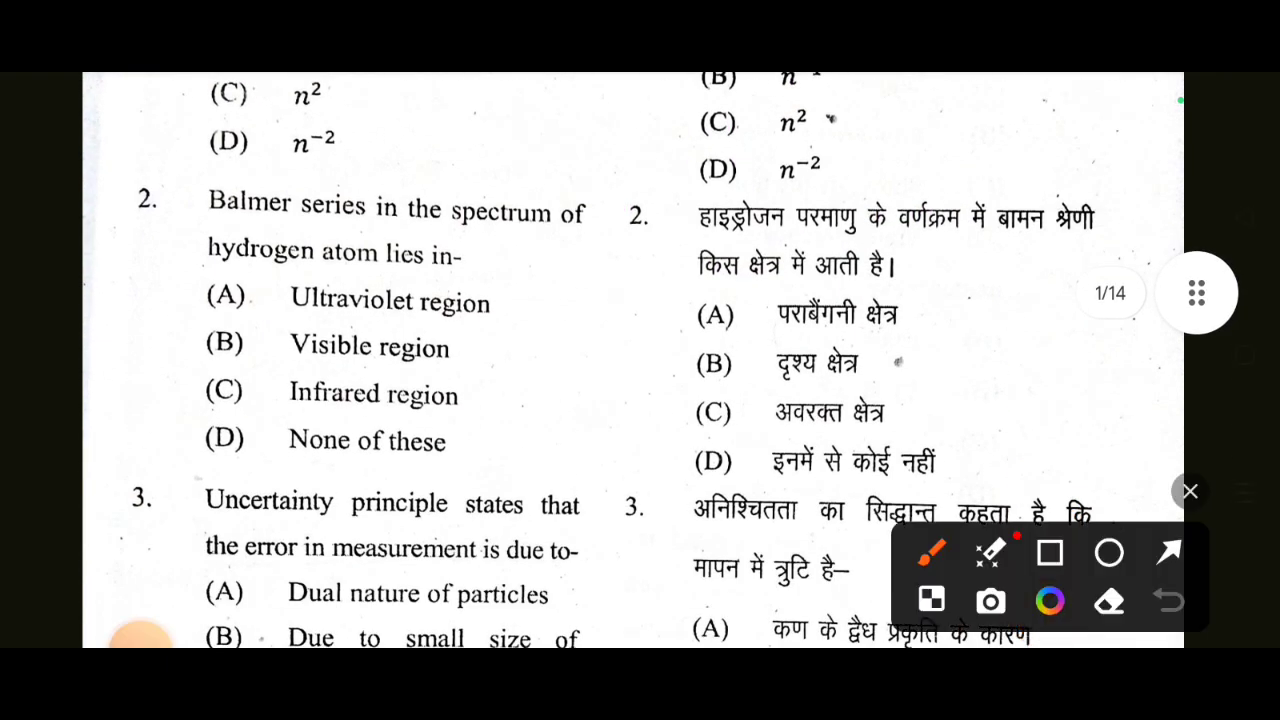 (C) n²
(D) n⁻²
2. Balmer series in the spectrum of
hydrogen atom lies in-
(A) Ultraviolet region
(B) Visible region
(C) Infrared region
(D) None of these
3. Uncertainty principle states that
the error in measurement is due to-
(A) Dual nature of particles
(B) Due to small size of
(B) n⁻¹
(C) n²
(D) n⁻²
2. हाइड्रोजन परमाणु के वर्णक्रम में बामन श्रेणी
किस क्षेत्र में आती है।
(A) पराबैंगनी क्षेत्र
(B) दृश्य क्षेत्र
(C) अवरक्त क्षेत्र
(D) इनमें से कोई नहीं
3. अनिश्चितता का सिद्धान्त कहता है कि
मापन में त्रुटि है–
(A) कण के द्वैध प्रकृति के कारण
1/14